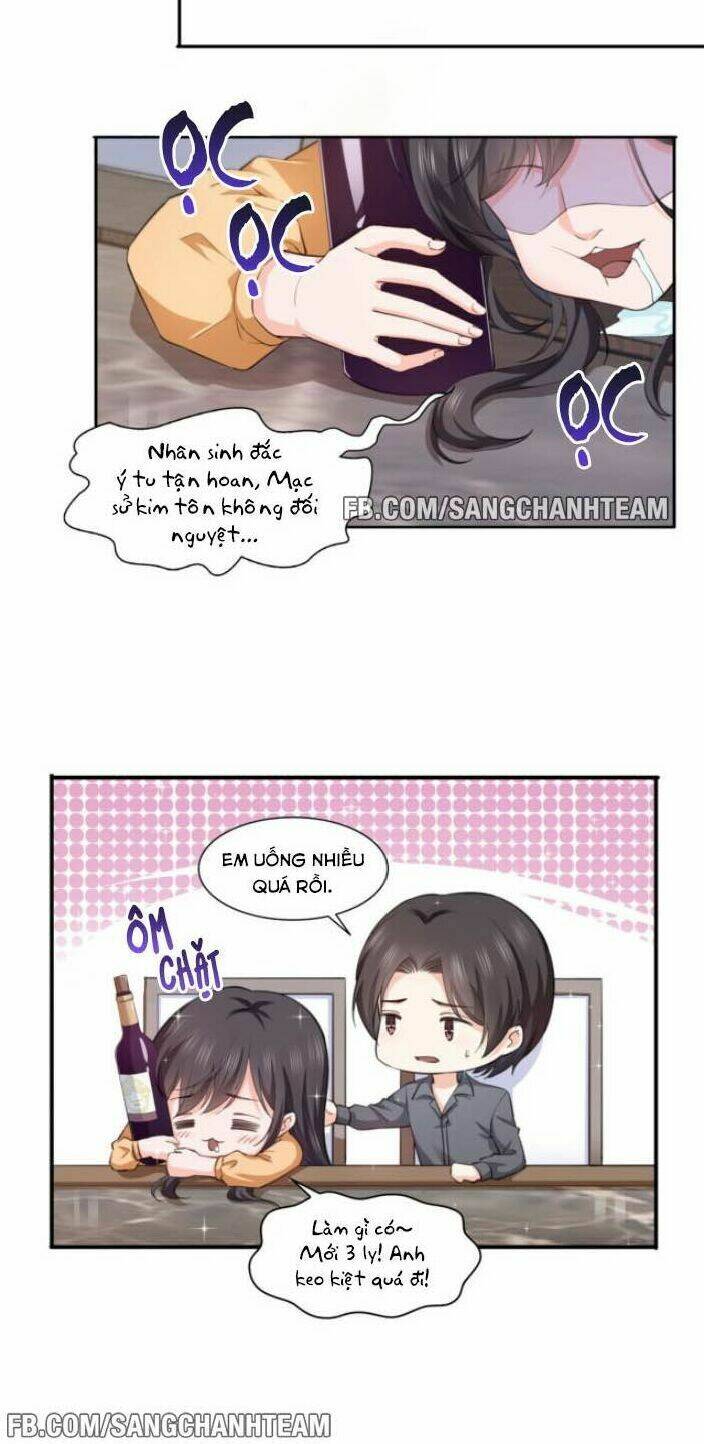 ỌC
ỌC
ỌC
Nhân sinh đắc
ý tu tận hoan, Mạc
sử kim tôn không đối
nguyệt...
FB.COM/SANGCHANHTEAM
EM UỐNG NHIỀU
QUÁ RỒI.
ÔM
CHẶT
Làm gì có~
Mới 3 ly! Anh
keo kiệt quá đi!
FB.COM/SANGCHANHTEAM